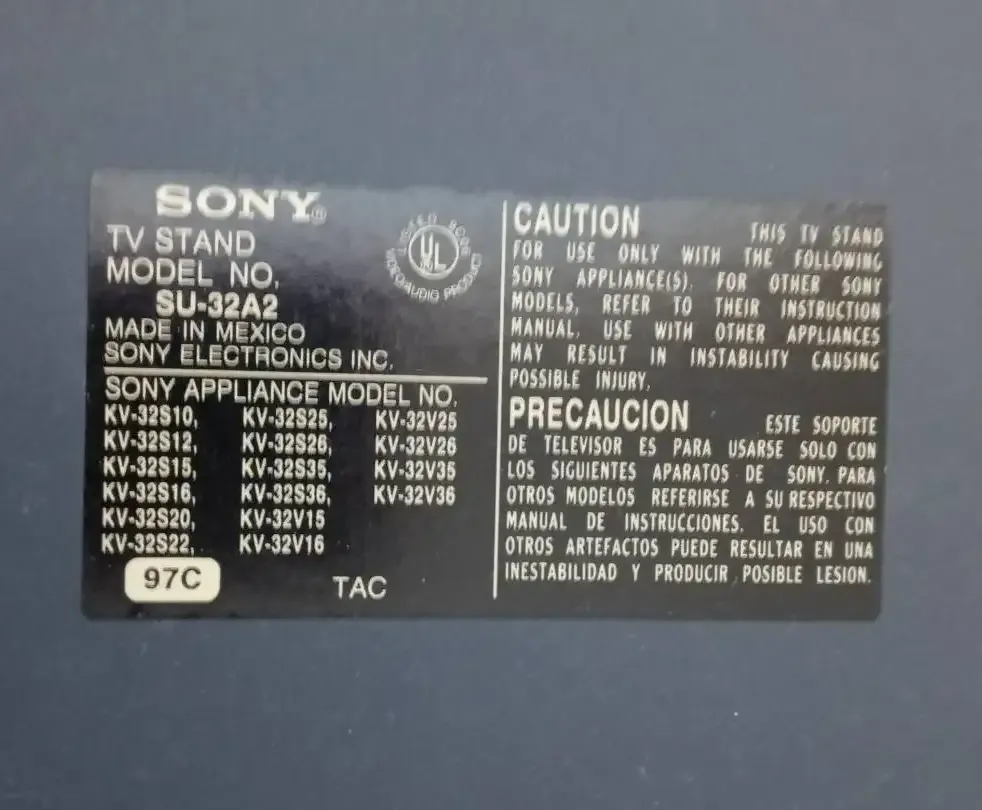 SONY®
TV STAND
MODEL NO.
SU-32A2
MADE IN MEXICO
SONY ELECTRONICS INC.
LISTED
UL
VIDEO/AUDIO PRODUCT
SONY APPLIANCE MODEL NO.
KV-32S10, KV-32S25, KV-32V25
KV-32S12, KV-32S26, KV-32V26
KV-32S15, KV-32S35, KV-32V35
KV-32S16, KV-32S36, KV-32V36
KV-32S20, KV-32V15
KV-32S22, KV-32V16
97C TAC
CAUTION THIS TV STAND
FOR USE ONLY WITH THE FOLLOWING
SONY APPLIANCE(S). FOR OTHER SONY
MODELS, REFER TO THEIR INSTRUCTION
MANUAL. USE WITH OTHER APPLIANCES
MAY RESULT IN INSTABILITY CAUSING
POSSIBLE INJURY.
PRECAUCION ESTE SOPORTE
DE TELEVISOR ES PARA USARSE SOLO CON
LOS SIGUIENTES APARATOS DE SONY. PARA
OTROS MODELOS REFERIRSE A SU RESPECTIVO
MANUAL DE INSTRUCCIONES. EL USO CON
OTROS ARTEFACTOS PUEDE RESULTAR EN UNA
INESTABILIDAD Y PRODUCIR POSIBLE LESION.